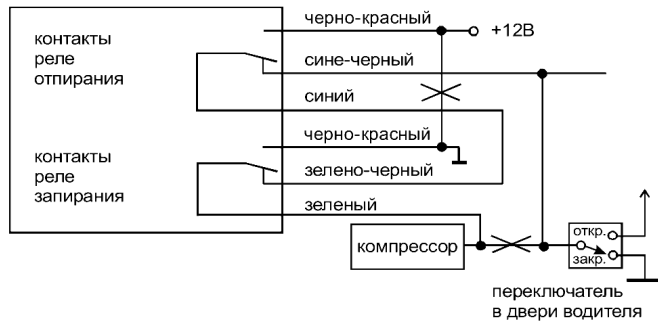 черно-красный
+12В
контакты
реле
отпирания
сине-черный
синий
черно-красный
контакты
реле
запирания
зелено-черный
зеленый
компрессор
откр.
закр.
переключатель
в двери водителя